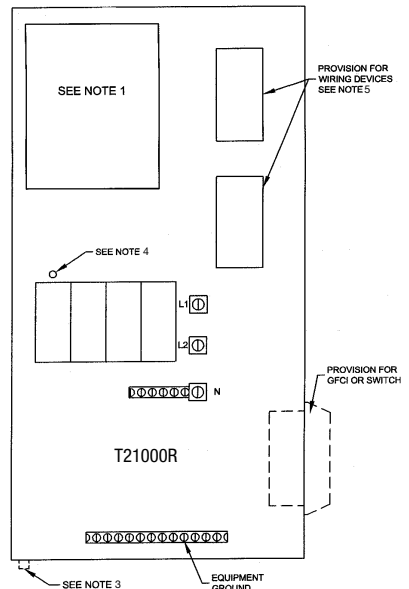 SEE NOTE 1
PROVISION FOR
WIRING DEVICES
SEE NOTE 5
SEE NOTE 4
L1
L2
N
PROVISION FOR
GFCI OR SWITCH
T21000R
SEE NOTE 3
EQUIPMENT
GROUND